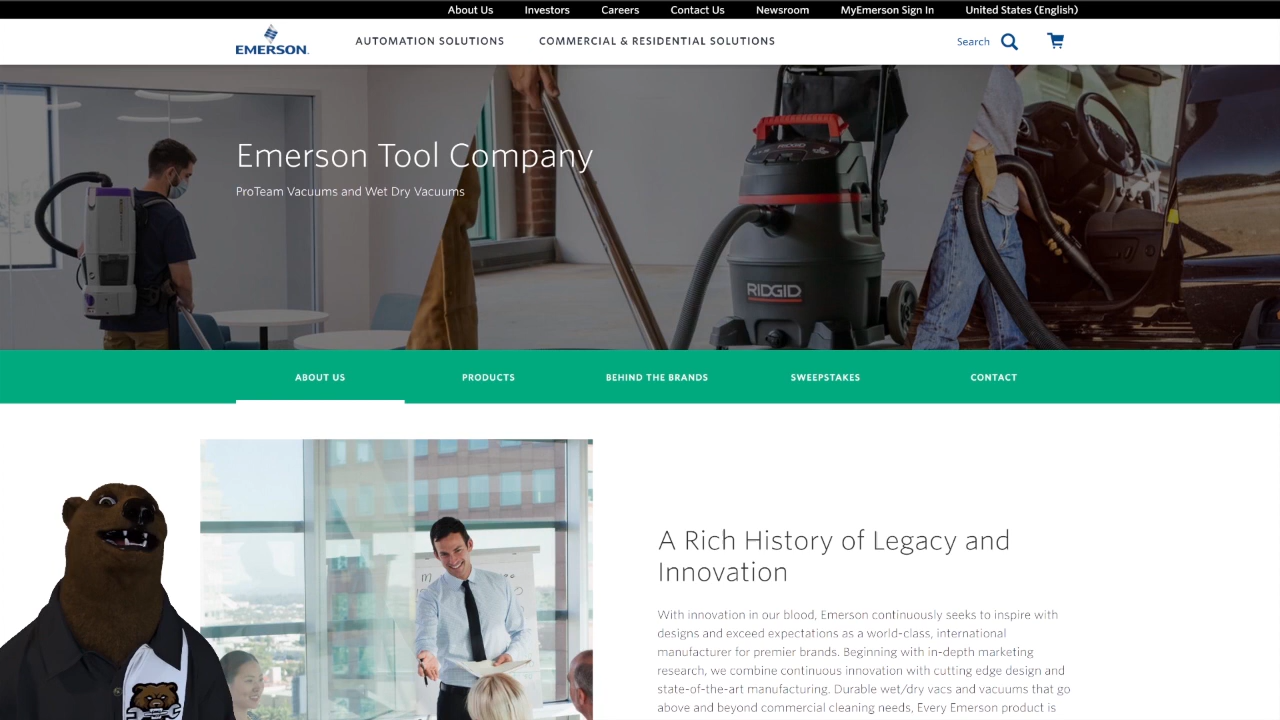 About Us Investors Careers Contact Us Newsroom MyEmerson Sign In United States (English)
EMERSON. AUTOMATION SOLUTIONS COMMERCIAL & RESIDENTIAL SOLUTIONS Search
Emerson Tool Company
ProTeam Vacuums and Wet Dry Vacuums
RIDGID
ABOUT US PRODUCTS BEHIND THE BRANDS SWEEPSTAKES CONTACT
A Rich History of Legacy and
Innovation
With innovation in our blood, Emerson continuously seeks to inspire with
designs and exceed expectations as a world-class, international
manufacturer for premier brands. Beginning with in-depth marketing
research, we combine continuous innovation with cutting edge design and
state-of-the-art manufacturing. Durable wet/dry vacs and vacuums that go
above and beyond commercial cleaning needs, Every Emerson product is